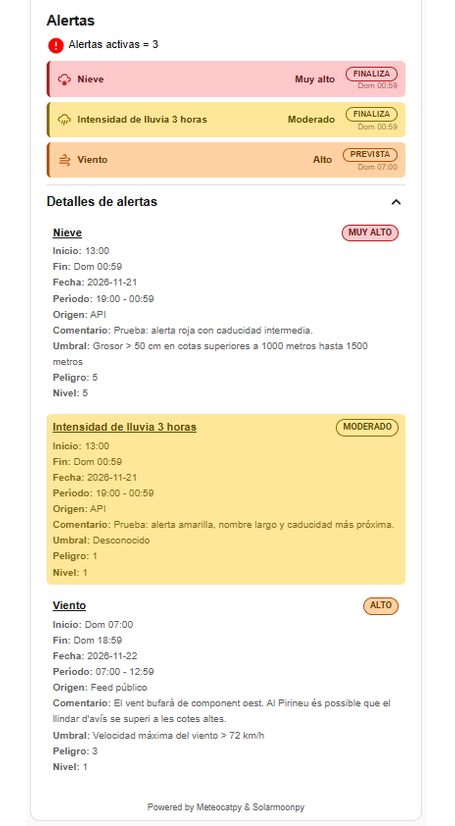 Alertas
Alertas activas = 3
Nieve Muy alto FINALIZA
Dom 00:59
Intensidad de lluvia 3 horas Moderado FINALIZA
Dom 00:59
Viento Alto PREVISTA
Dom 07:00
Detalles de alertas
Nieve MUY ALTO
Inicio: 13:00
Fin: Dom 00:59
Fecha: 2026-11-21
Periodo: 19:00 - 00:59
Origen: API
Comentario: Prueba: alerta roja con caducidad intermedia.
Umbral: Grosor > 50 cm en cotas superiores a 1000 metros hasta 1500
metros
Peligro: 5
Nivel: 5
Intensidad de lluvia 3 horas MODERADO
Inicio: 13:00
Fin: Dom 00:59
Fecha: 2026-11-21
Periodo: 19:00 - 00:59
Origen: API
Comentario: Prueba: alerta amarilla, nombre largo y caducidad más próxima.
Umbral: Desconocido
Peligro: 1
Nivel: 1
Viento ALTO
Inicio: Dom 07:00
Fin: Dom 18:59
Fecha: 2026-11-22
Periodo: 07:00 - 12:59
Origen: Feed público
Comentario: El vent bufarà de component oest. Al Pirineu és possible que el
llindar d'avís se superi a les cotes altes.
Umbral: Velocidad máxima del viento > 72 km/h
Peligro: 3
Nivel: 1
Powered by Meteocatpy & Solarmoonpy